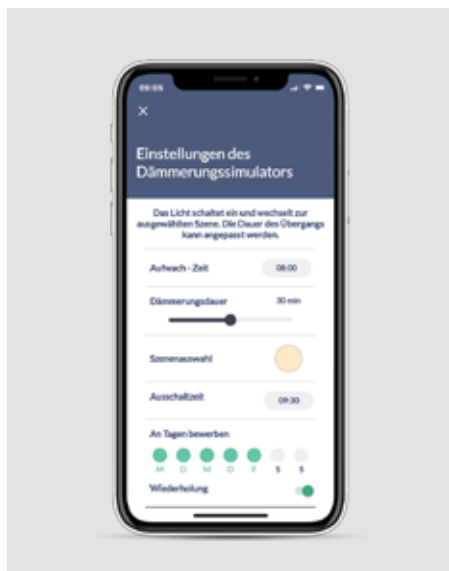 09:05
Einstellungen des
Dämmerungssimulators
Das Licht schaltet ein und wechselt zur
ausgewählten Szene. Die Dauer des Übergangs
kann angepasst werden.
Aufwach - Zeit 08:00
Dämmerungsdauer 30 min
Szenenauswahl
Ausschaltzeit 09:30
An Tagen bewerben
M D M D F S S
Wiederholung